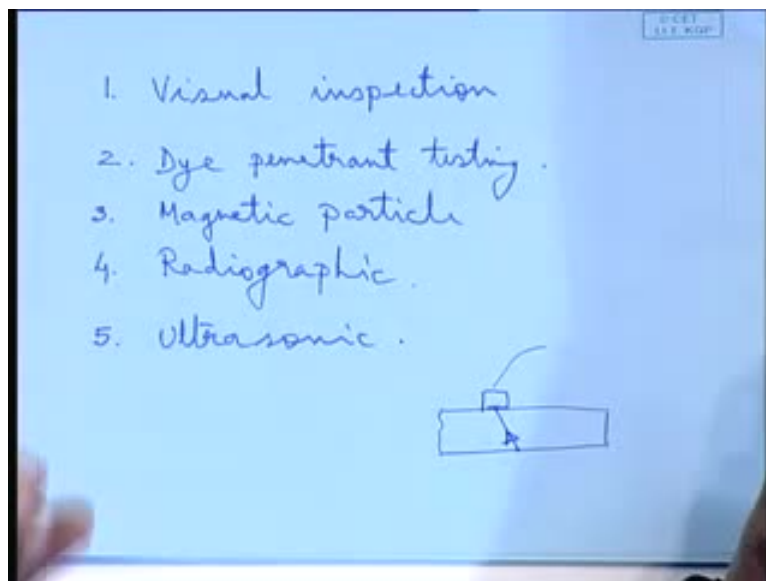 1. Visual inspection
2. Dye penetrant testing.
3. Magnetic particle
4. Radiographic.
5. Ultrasonic.